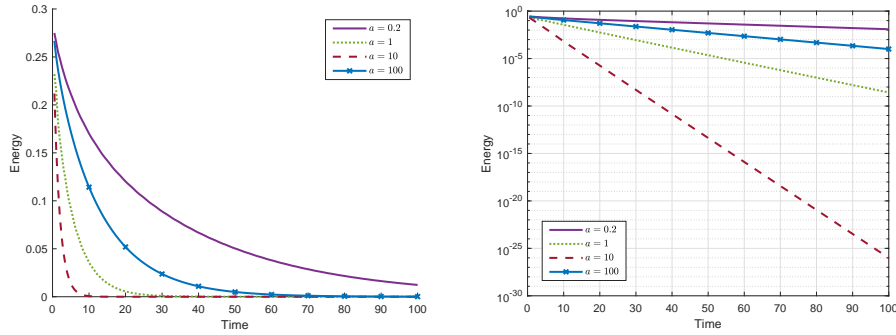 0.3
0.25
0.2
0.15
0.1
0.05
0
Energy
0 10 20 30 40 50 60 70 80 90 100
Time
a = 0.2
a = 1
a = 10
a = 100
10^0
10^-5
10^-10
10^-15
10^-20
10^-25
10^-30
Energy
0 10 20 30 40 50 60 70 80 90 100
Time
a = 0.2
a = 1
a = 10
a = 100